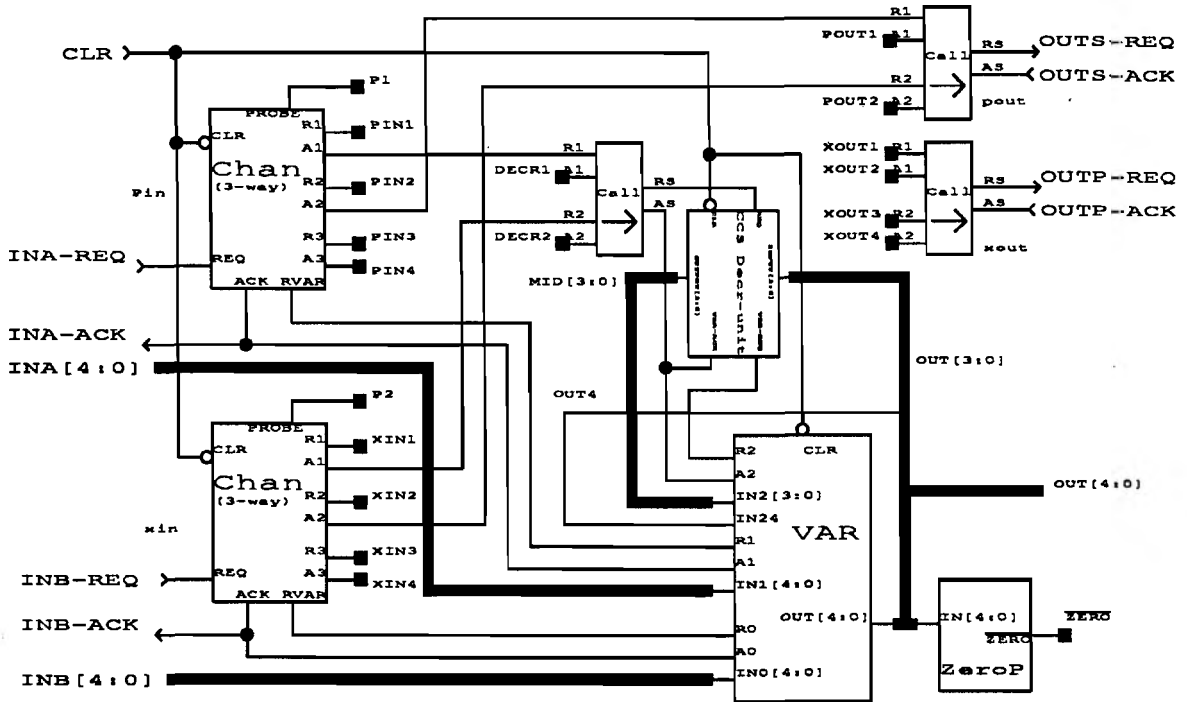 CLR
P1
PROBE
CLR
Chan
(3-way)
R1
A1
R2
A2
R3
A3
PIN1
PIN2
PIN3
PIN4
Pin
INA-REQ
REQ
ACK
RVAR
INA-ACK
INA[4:0]
P2
PROBE
CLR
Chan
(3-way)
R1
A1
R2
A2
R3
A3
XIN1
XIN2
XIN3
XIN4
xin
INB-REQ
REQ
ACK
RVAR
INB-ACK
INB[4:0]
R1
DECR1
A1
Call
R2
DECR2
A2
RS
AS
MID[3:0]
CCS Decr-unit
OUT4
OUT[3:0]
R1
POUT1
A1
Call
R2
POUT2
A2
RS
AS
pout
OUTS-REQ
OUTS-ACK
XOUT1
R1
XOUT2
A1
Call
XOUT3
R2
XOUT4
A2
RS
AS
xout
OUTP-REQ
OUTP-ACK
R2
CLR
A2
IN2[3:0]
IN24
VAR
R1
A1
IN1[4:0]
OUT[4:0]
R0
A0
IN0[4:0]
OUT[4:0]
IN[4:0]
ZERO
ZeroP
ZERO